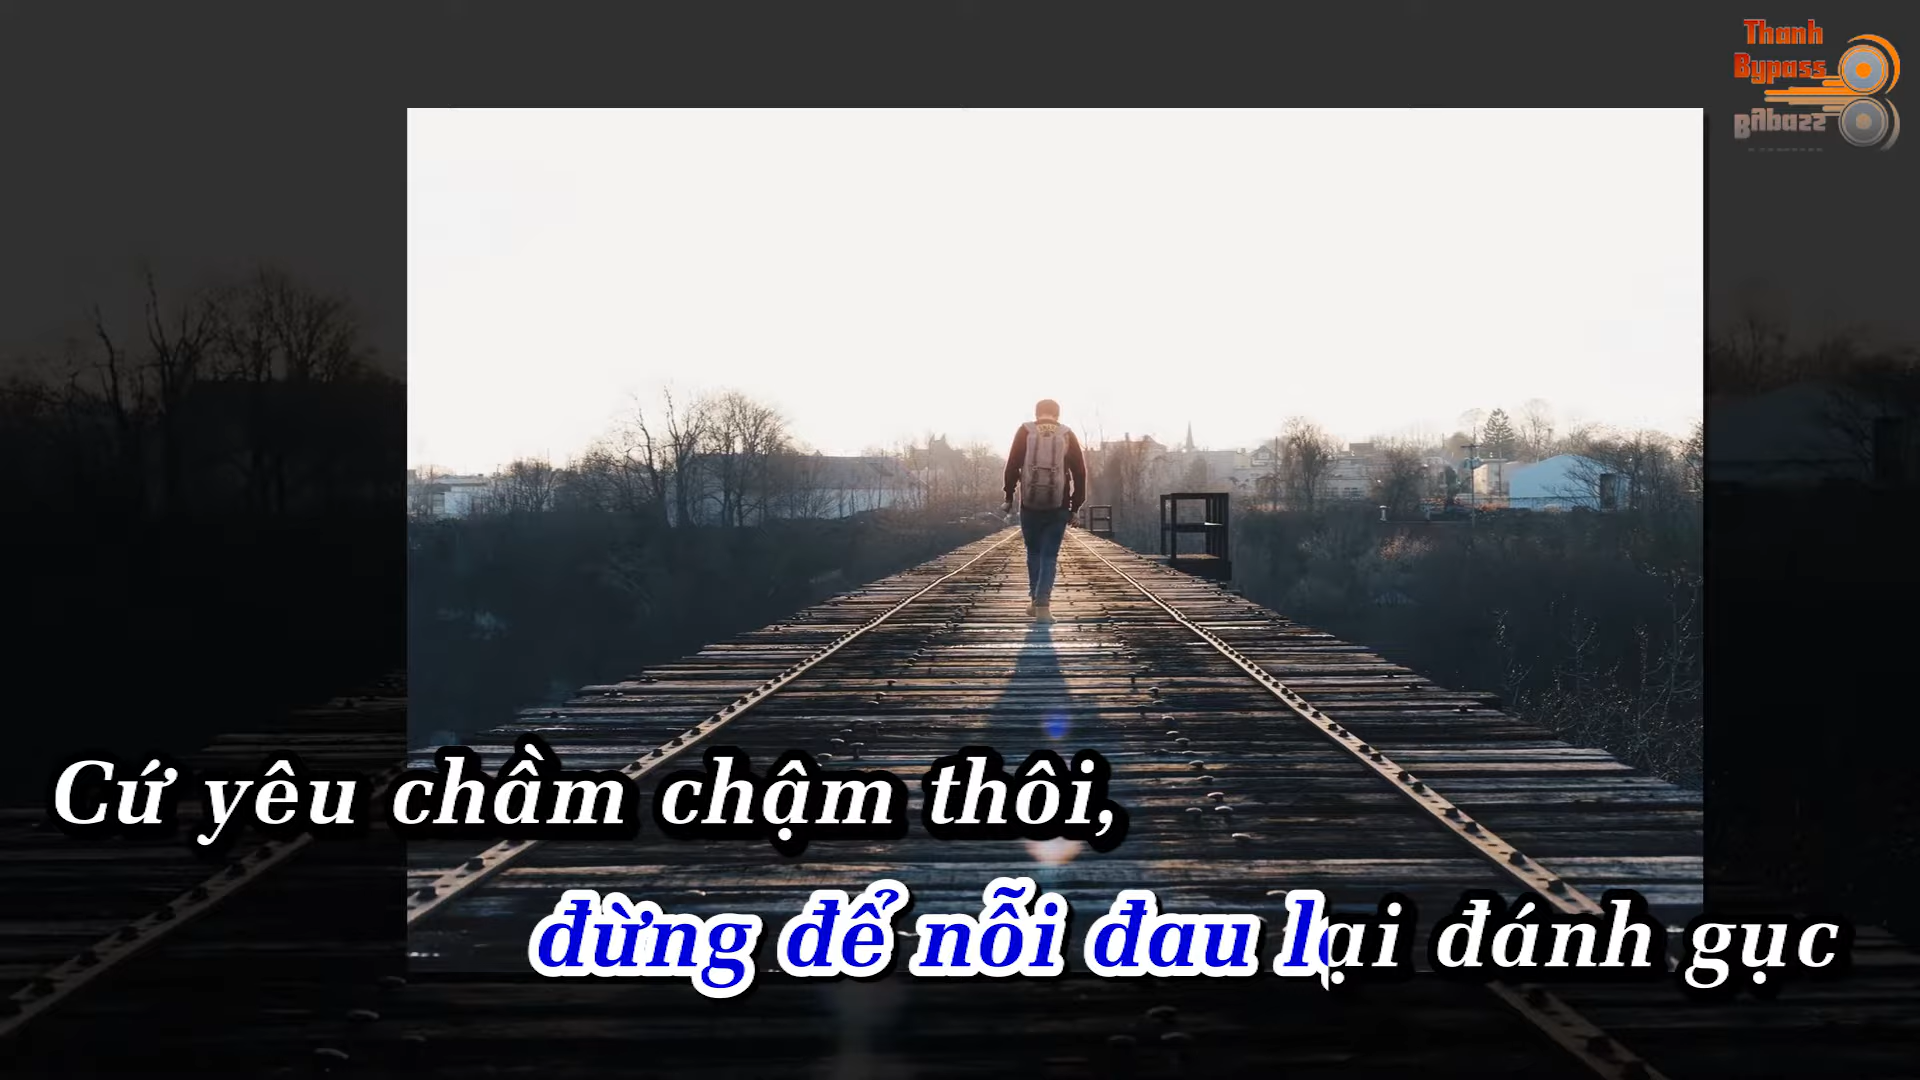 Thanh
Bypass
Cứ yêu chầm chậm thôi,
đừng để nỗi đau lại đánh gục